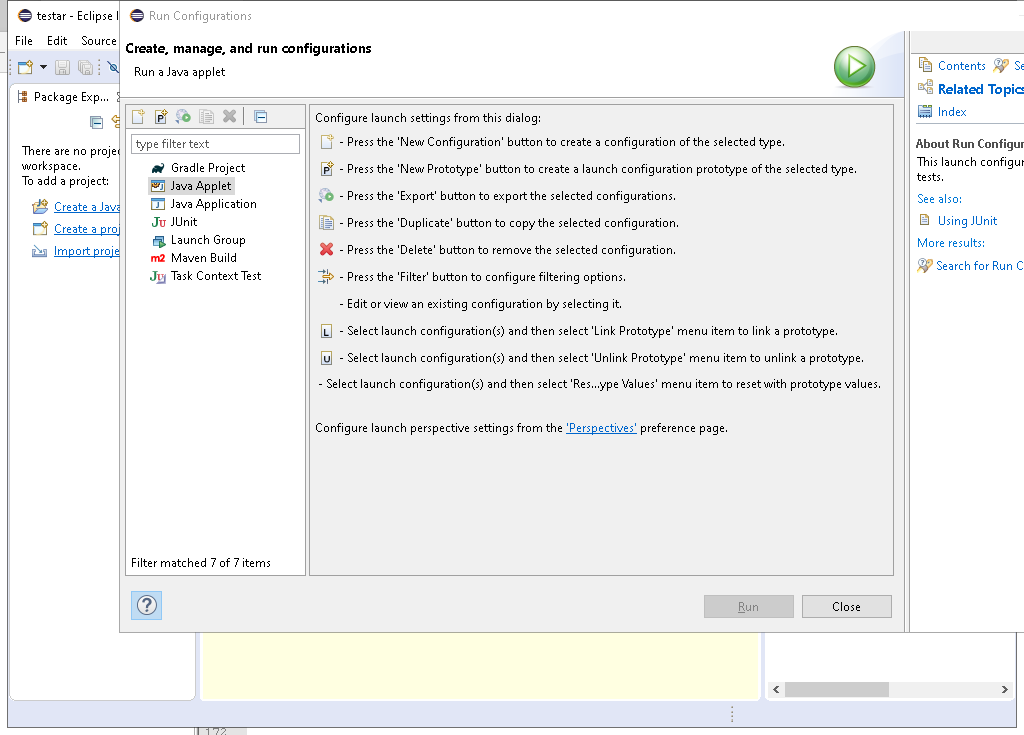 testar - Eclipse I
Run Configurations
File Edit Source
Create, manage, and run configurations
Run a Java applet
Package Exp...
There are no proje
workspace.
To add a project:
Create a Java
Create a proj
Import proje
type filter text
Gradle Project
Java Applet
Java Application
JUnit
Launch Group
Maven Build
Task Context Test
Filter matched 7 of 7 items
Configure launch settings from this dialog:
- Press the 'New Configuration' button to create a configuration of the selected type.
- Press the 'New Prototype' button to create a launch configuration prototype of the selected type.
- Press the 'Export' button to export the selected configurations.
- Press the 'Duplicate' button to copy the selected configuration.
- Press the 'Delete' button to remove the selected configuration.
- Press the 'Filter' button to configure filtering options.
- Edit or view an existing configuration by selecting it.
L - Select launch configuration(s) and then select 'Link Prototype' menu item to link a prototype.
U - Select launch configuration(s) and then select 'Unlink Prototype' menu item to unlink a prototype.
- Select launch configuration(s) and then select 'Res...ype Values' menu item to reset with prototype values.
Configure launch perspective settings from the 'Perspectives' preference page.
Run
Close
Contents Se
Related Topics
Index
About Run Configur
This launch configur
tests.
See also:
Using JUnit
More results:
Search for Run C
172